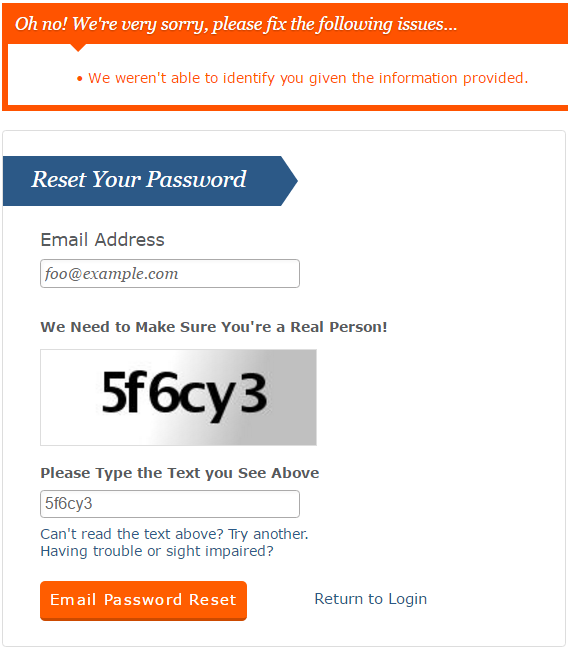 Oh no! We're very sorry, please fix the following issues...
• We weren't able to identify you given the information provided.
Reset Your Password
Email Address
foo@example.com
We Need to Make Sure You're a Real Person!
5f6cy3
Please Type the Text you See Above
5f6cy3
Can't read the text above? Try another.
Having trouble or sight impaired?
Email Password Reset Return to Login